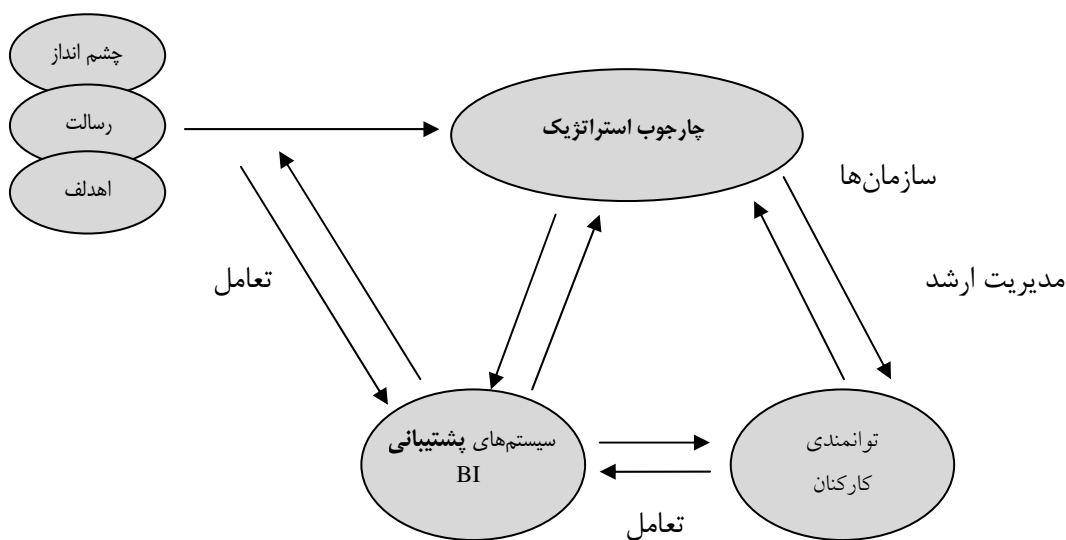 چشم انداز
رسالت
اهدلف
چارجوب استراتژیک
سازمان‌ها
مدیریت ارشد
تعامل
سیستم‌های پشتیبانی
BI
توانمندی
کارکنان
تعامل